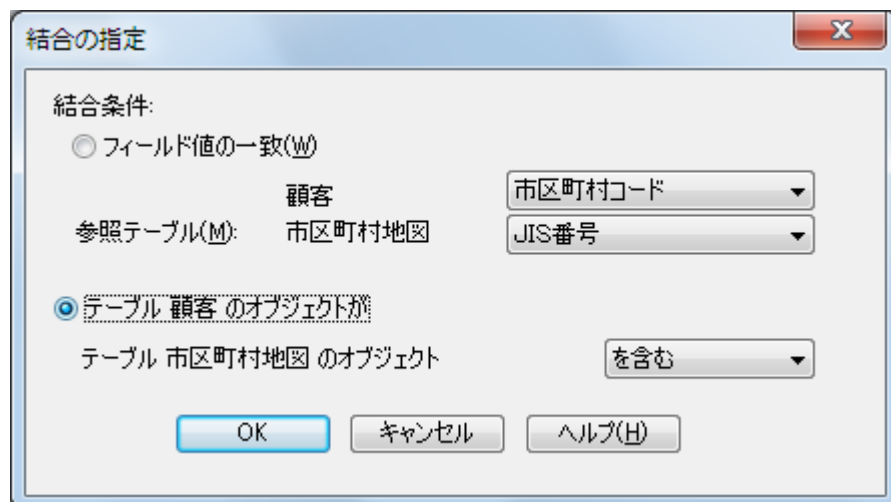 結合の指定
結合条件:
フィールド値の一致(W)
顧客 市区町村コード
参照テーブル(M): 市区町村地図 JIS番号
テーブル 顧客 のオブジェクトが
テーブル 市区町村地図 のオブジェクト を含む
OK キャンセル ヘルプ(H)